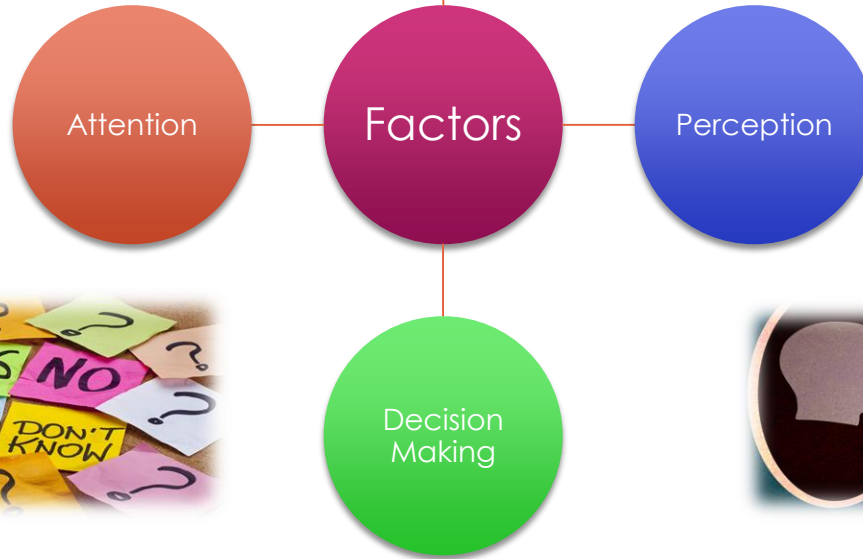 Attention
Factors
Perception
?
?
?
S
NO
?
DON'T
KNOW
?
?
Decision
Making